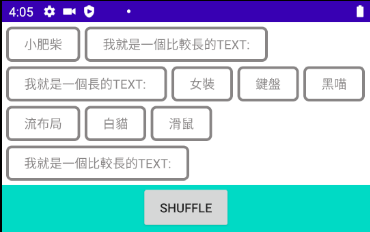 4:05
小肥柴 我就是一個比較長的TEXT:
我就是一個長的TEXT: 女裝 鍵盤 黑喵
流布局 白貓 滑鼠
我就是一個比較長的TEXT:
SHUFFLE